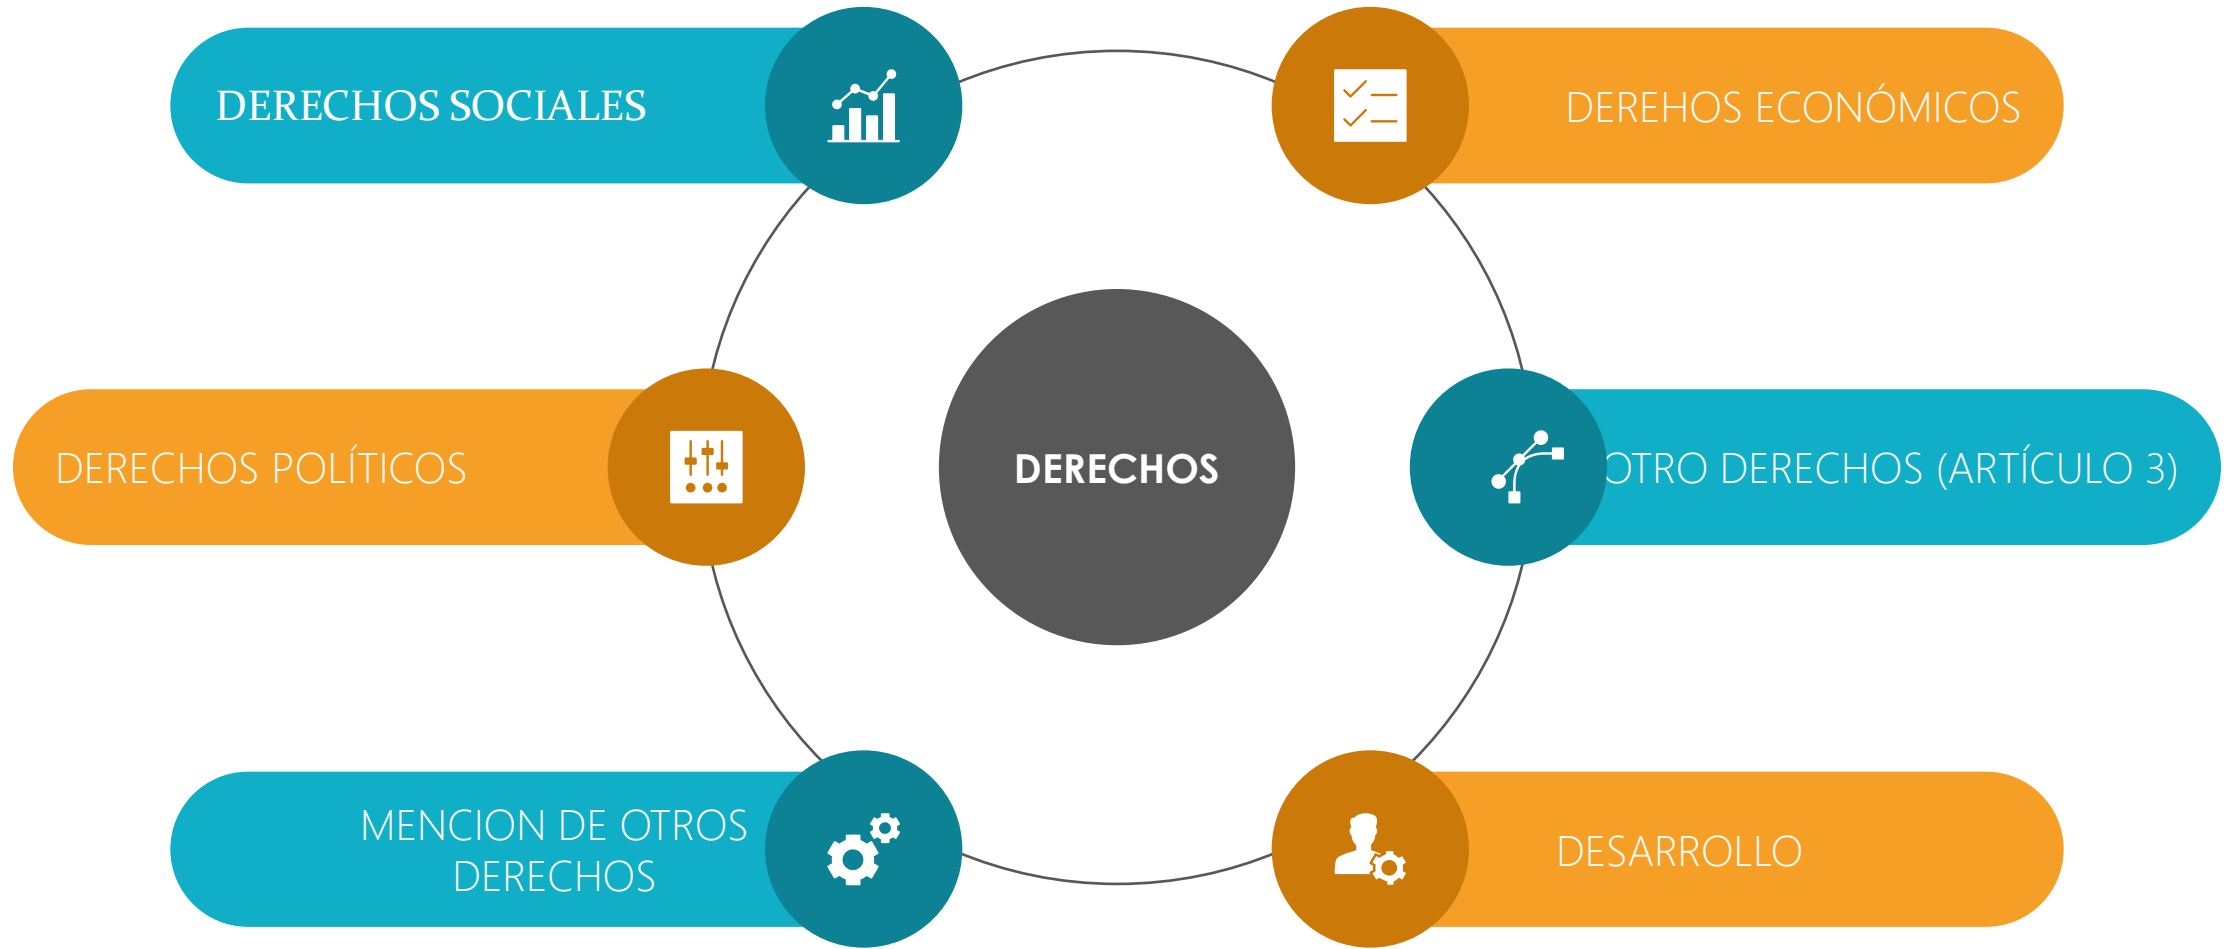 DERECHOS SOCIALES
DEREHOS ECONÓMICOS
DERECHOS POLÍTICOS
DERECHOS
OTRO DERECHOS (ARTÍCULO 3)
MENCION DE OTROS
DERECHOS
DESARROLLO